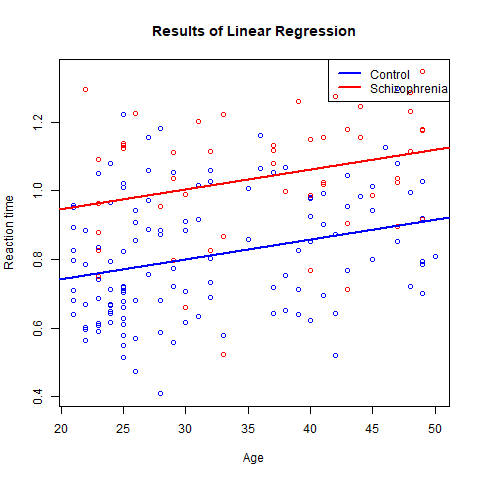 Results of Linear Regression
Control
Schizophrenia
Reaction time
1.2
1.0
0.8
0.6
0.4
20 25 30 35 40 45 50
Age